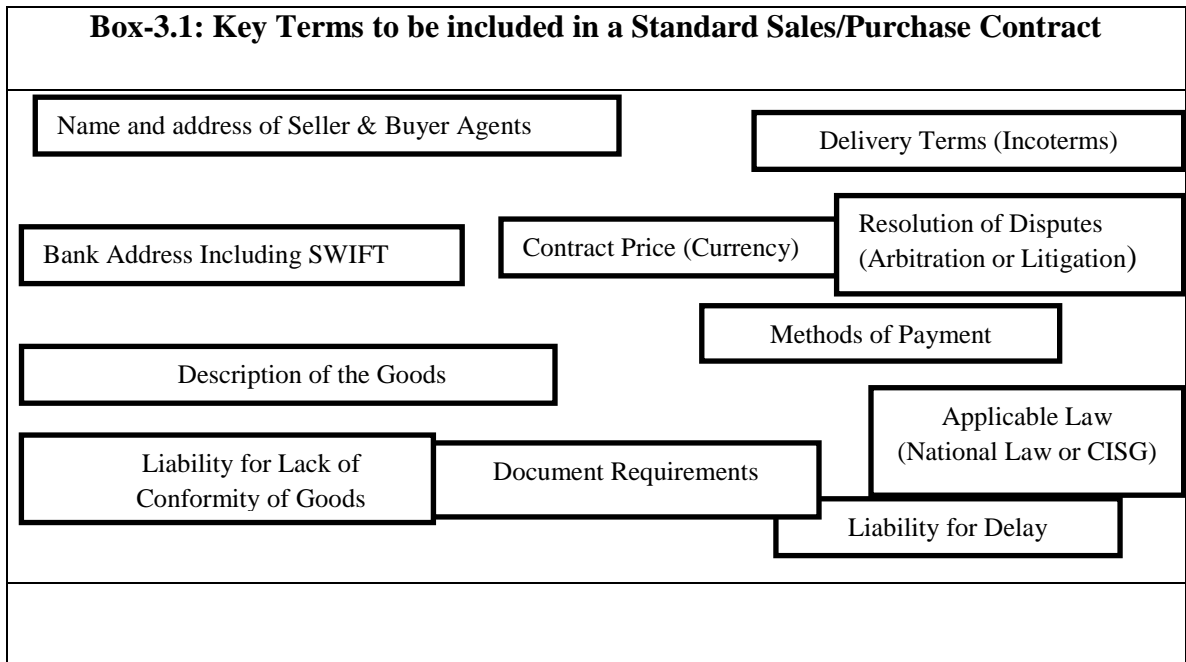 Box-3.1: Key Terms to be included in a Standard Sales/Purchase Contract
Name and address of Seller & Buyer Agents
Delivery Terms (Incoterms)
Bank Address Including SWIFT
Contract Price (Currency)
Resolution of Disputes
(Arbitration or Litigation)
Methods of Payment
Description of the Goods
Applicable Law
(National Law or CISG)
Liability for Lack of
Conformity of Goods
Document Requirements
Liability for Delay